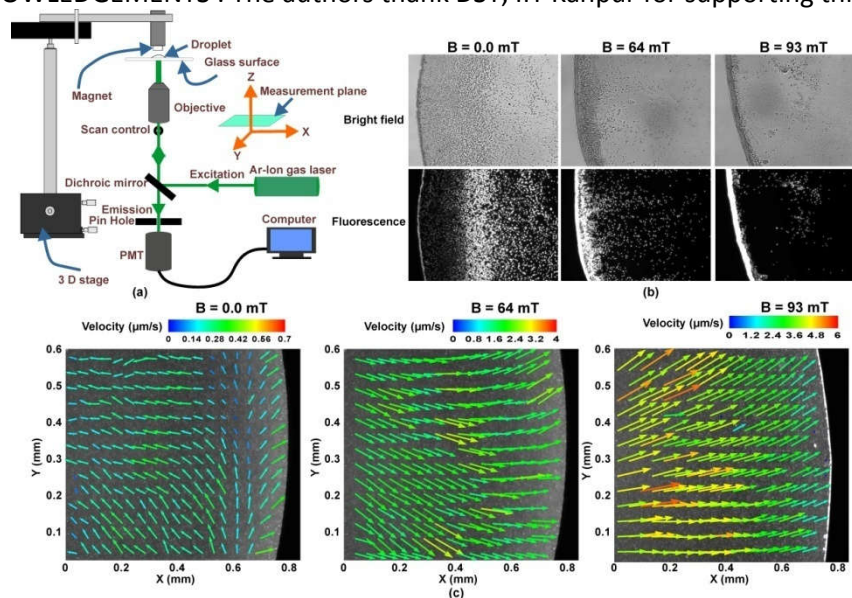 OWLEDGEMENTS : The authors thank DST, IIT Kanpur for supporting thi
Droplet
Glass surface
Magnet
Objective
Scan control
Z
Measurement plane
X
Y
Dichroic mirror
Excitation
Ar-Ion gas laser
Emission
Pin Hole
PMT
Computer
3 D stage
(a)
B = 0.0 mT
B = 64 mT
B = 93 mT
Bright field
Fluorescence
(b)
B = 0.0 mT
Velocity (µm/s)
0 0.14 0.28 0.42 0.56 0.7
Y (mm)
0.6
0.5
0.4
0.3
0.2
0.1
0 0.2 0.4 0.6 0.8
X (mm)
B = 64 mT
Velocity (µm/s)
0 0.8 1.6 2.4 3.2 4
Y (mm)
0.6
0.5
0.4
0.3
0.2
0.1
0 0.2 0.4 0.6 0.8
X (mm)
(c)
B = 93 mT
Velocity (µm/s)
0 1.2 2.4 3.6 4.8 6
Y (mm)
0.6
0.5
0.4
0.3
0.2
0.1
0 0.2 0.4 0.6 0.8
X (mm)